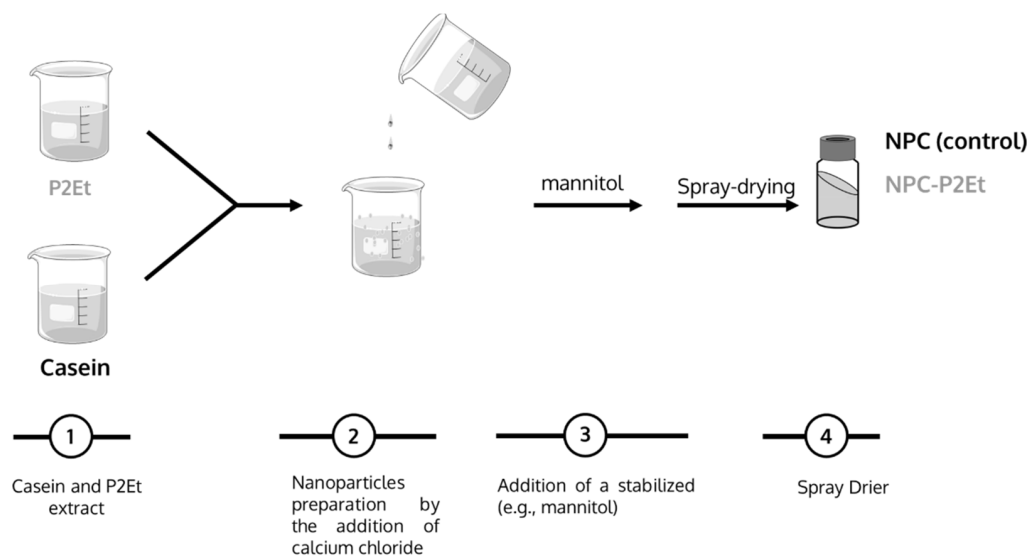 P2Et
Casein
mannitol
Spray-drying
NPC (control)
NPC-P2Et
1
Casein and P2Et
extract
2
Nanoparticles
preparation by
the addition of
calcium chloride
3
Addition of a stabilized
(e.g., mannitol)
4
Spray Drier